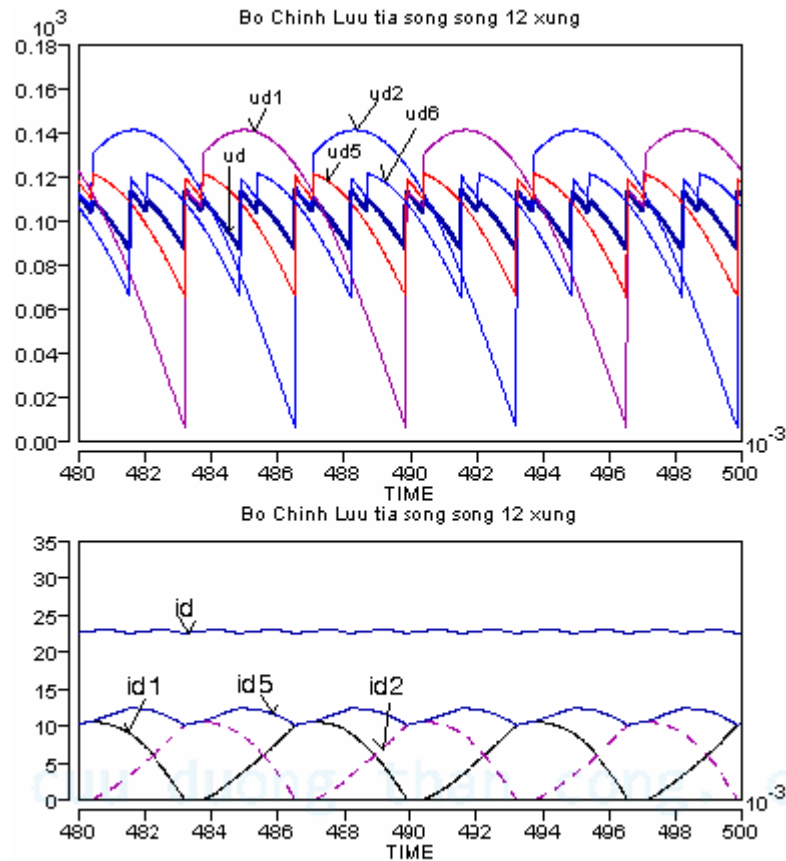 Bo Chinh Luu tia song song 12 xung
10³
0.18
0.16
0.14
0.12
0.10
0.08
0.06
0.04
0.02
0.00
ud1
ud2
ud6
ud
ud5
480 482 484 486 488 490 492 494 496 498 500
10-3
TIME
Bo Chinh Luu tia song song 12 xung
35
30
25
20
15
10
5
0
id
id1
id5
id2
cuu duong than cong.
10-3
480 482 484 486 488 490 492 494 496 498 500
TIME